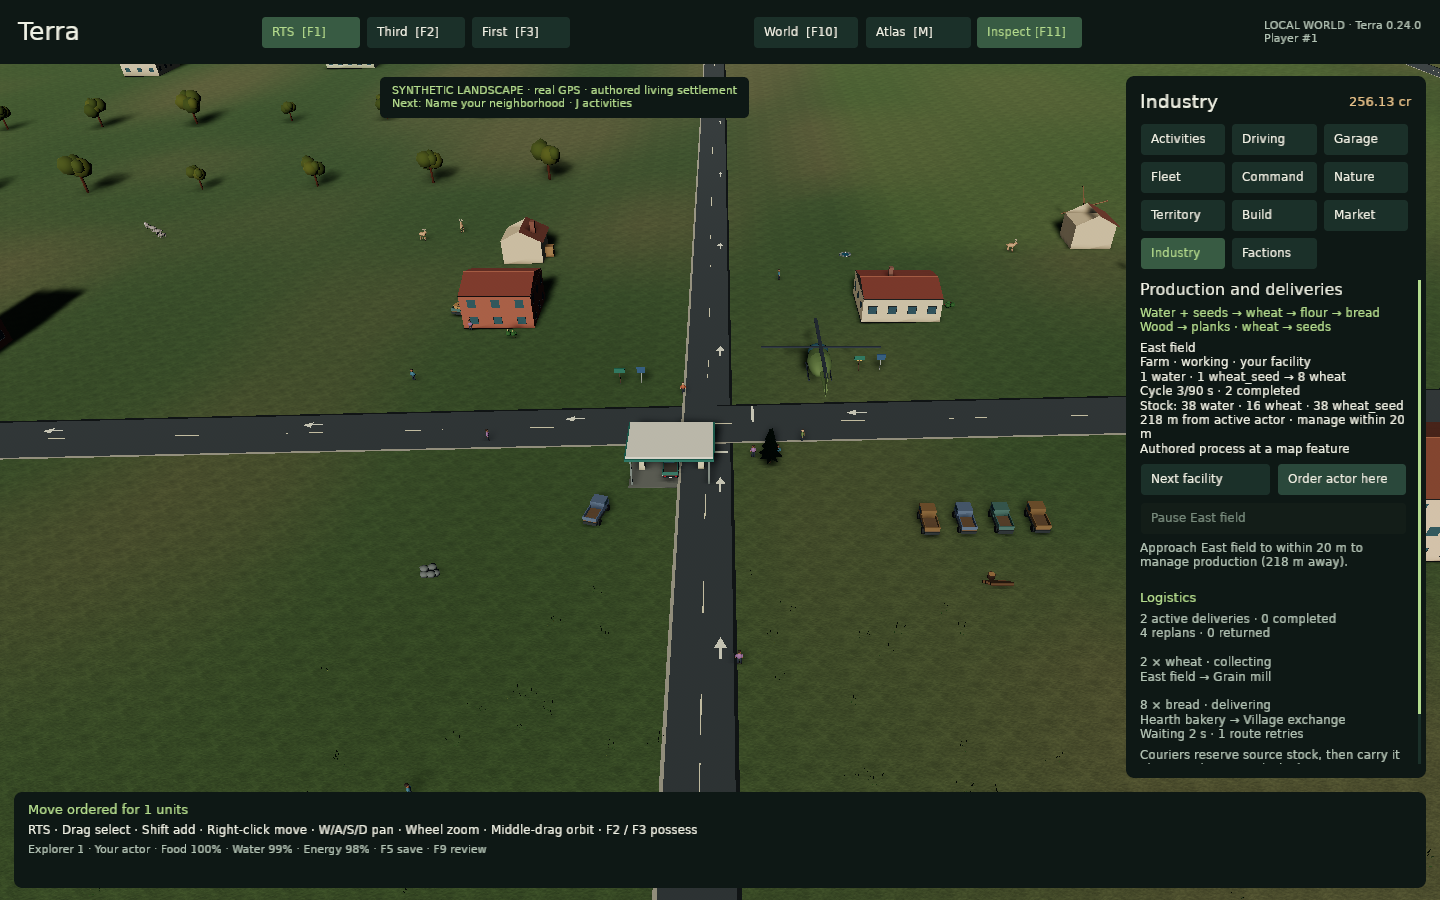 Terra
RTS [F1]
Third [F2]
First [F3]
World [F10]
Atlas [M]
Inspect [F11]
LOCAL WORLD · Terra 0.24.0
Player #1
SYNTHETIC LANDSCAPE · real GPS · authored living settlement
Next: Name your neighborhood · J activities
Industry
256.13 cr
Activities
Driving
Garage
Fleet
Command
Nature
Territory
Build
Market
Industry
Factions
Production and deliveries
Water + seeds → wheat → flour → bread
Wood → planks · wheat → seeds
East field
Farm · working · your facility
1 water · 1 wheat_seed → 8 wheat
Cycle 3/90 s · 2 completed
Stock: 38 water · 16 wheat · 38 wheat_seed
218 m from active actor · manage within 20
m
Authored process at a map feature
Next facility
Order actor here
Pause East field
Approach East field to within 20 m to
manage production (218 m away).
Logistics
2 active deliveries · 0 completed
4 replans · 0 returned
2 × wheat · collecting
East field → Grain mill
8 × bread · delivering
Hearth bakery → Village exchange
Waiting 2 s · 1 route retries
Couriers reserve source stock, then carry it
Move ordered for 1 units
RTS · Drag select · Shift add · Right-click move · W/A/S/D pan · Wheel zoom · Middle-drag orbit · F2 / F3 possess
Explorer 1 · Your actor · Food 100% · Water 99% · Energy 98% · F5 save · F9 review